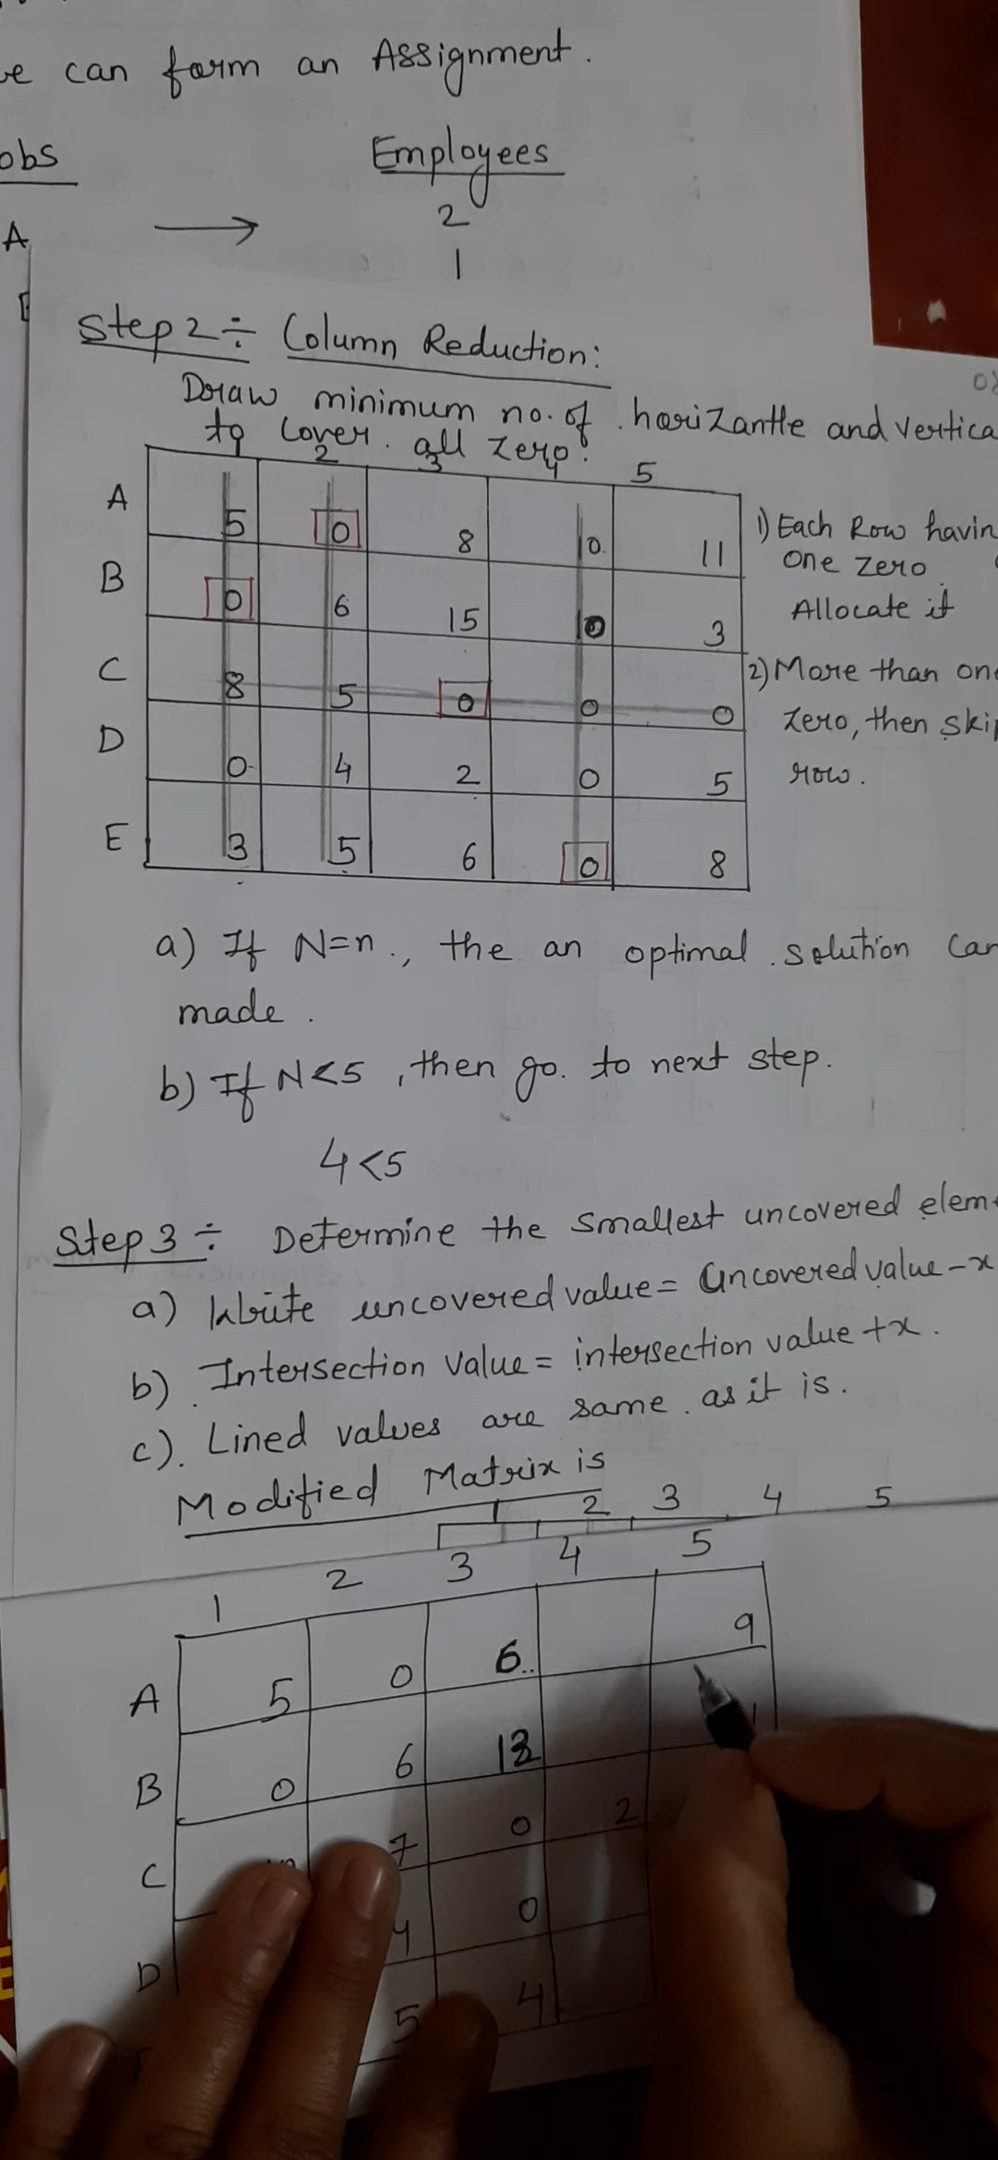 can form an Assignment.
obs Employees
A → 2
1
Step 2 ÷ Column Reduction:
Draw minimum no. of horizantle and vertica
to cover all zero.
2 3 4 5
A 5 0 8 0 11
B 0 6 15 0 3
C 8 5 0 0 0
D 0 4 2 0 5
E 3 5 6 0 8
1) Each Row havin
one zero
Allocate it
2) More than on
zero, then ski
row.
a) If N=n., the an optimal solution can
made.
b) If N<5, then go to next step.
4<5
Step 3 ÷ Determine the smallest uncovered elem
a) Write uncovered value = uncovered value - x
b) Intersection value = intersection value + x.
c). Lined values are same as it is.
Modified Matrix is
1 2 3 4 5
1 2 3 4 5
A 5 0 6 9
B 0 6 13
C 7 0 2
D 4 0
5 4